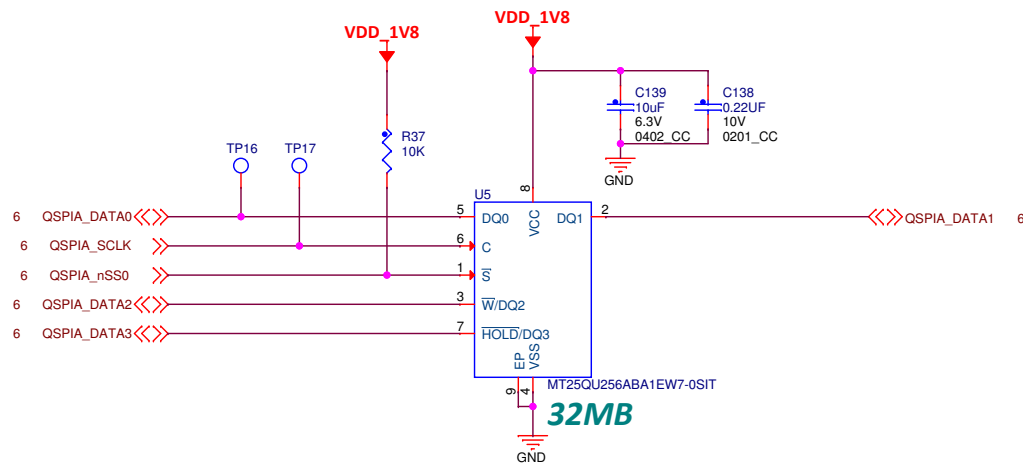 VDD_1V8
VDD_1V8
R37
10K
C139
10uF
6.3V
0402_CC
C138
0.22UF
10V
0201_CC
GND
TP16
TP17
U5
8
VCC
6 QSPIA_DATA0 5 DQ0
DQ1 2 QSPIA_DATA1 6
6 QSPIA_SCLK 6 C
6 QSPIA_nSS0 1 S
6 QSPIA_DATA2 3 W/DQ2
6 QSPIA_DATA3 7 HOLD/DQ3
EP
VSS
9
4
MT25QU256ABA1EW7-0SIT
32MB
GND